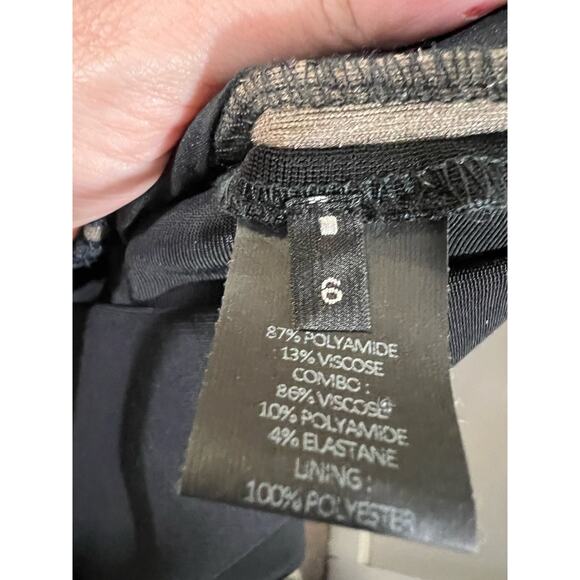 6
87% POLYAMIDE
13% VISCOSE
COMBO :
86% VISCOSE
10% POLYAMIDE
4% ELASTANE
LINING :
100% POLYESTER